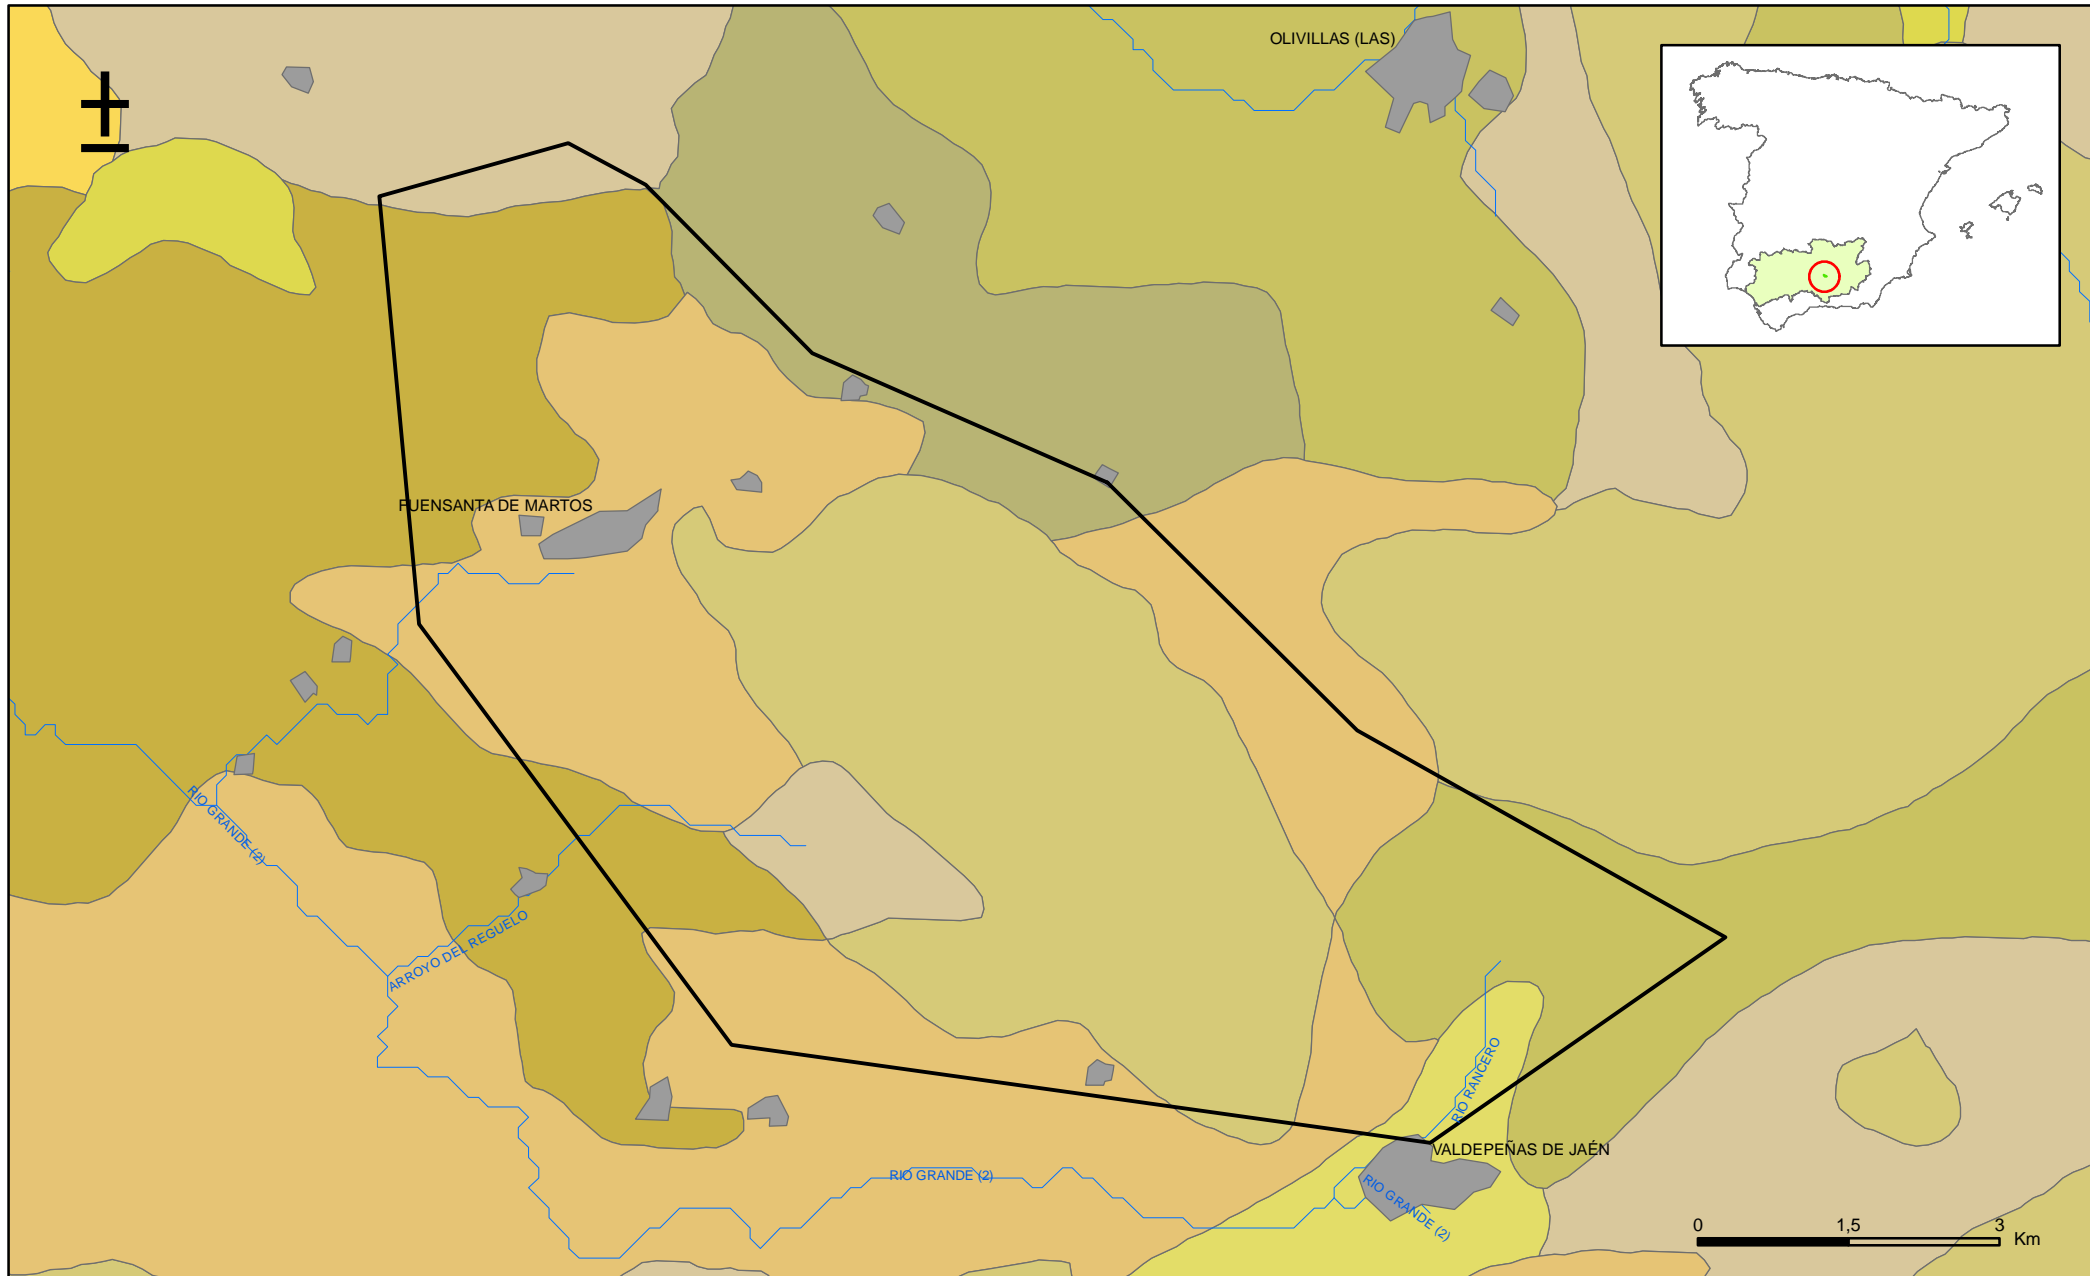 OLIVILLAS (LAS)
FUENSANTA DE MARTOS
RIO GRANDE (2)
ARROYO DEL REGUELO
RIO RANCERO
VALDEPEÑAS DE JAÉN
RIO GRANDE (2)
RIO GRANDE (2)
0 1,5 3
Km